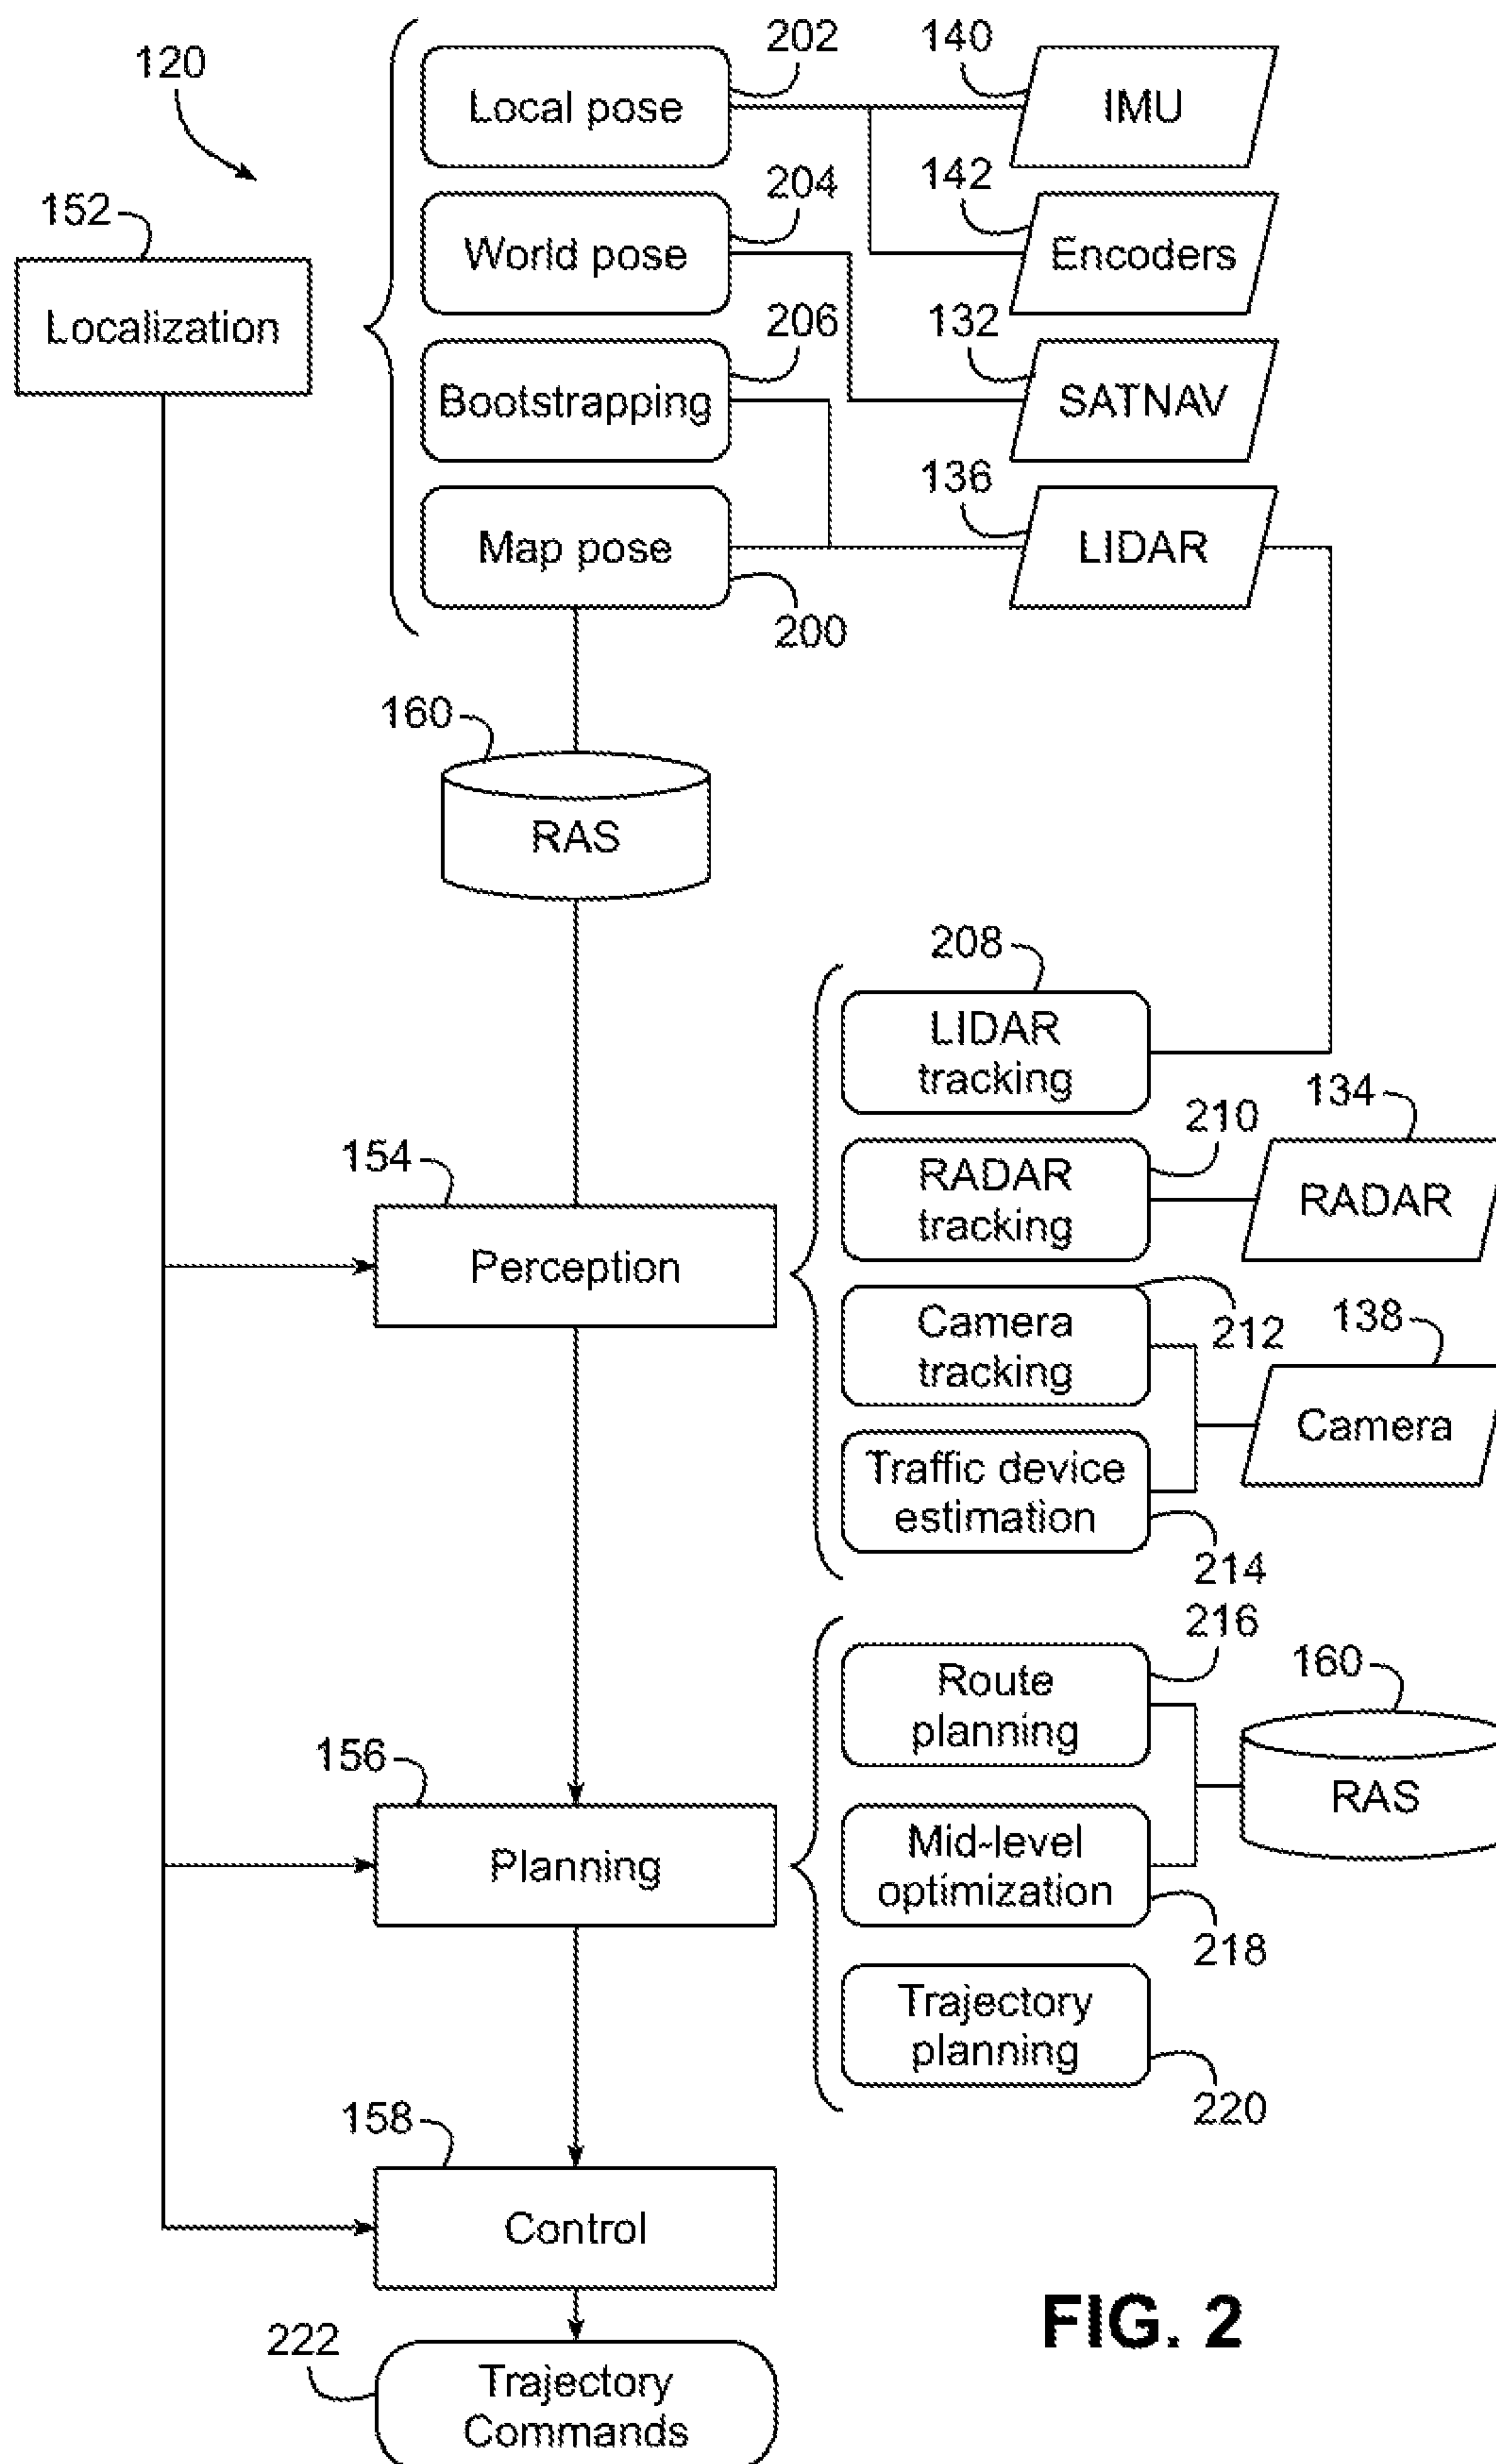 120
152
Localization
202
Local pose
140
IMU
204
World pose
142
Encoders
206
Bootstrapping
132
SATNAV
Map pose
200
136
LIDAR
160
RAS
208
LIDAR
tracking
154
Perception
210
RADAR
tracking
134
RADAR
212
Camera
tracking
138
Camera
Traffic device
estimation
214
216
Route
planning
160
RAS
156
Planning
Mid-level
optimization
218
Trajectory
planning
220
158
Control
222
Trajectory
Commands
FIG. 2